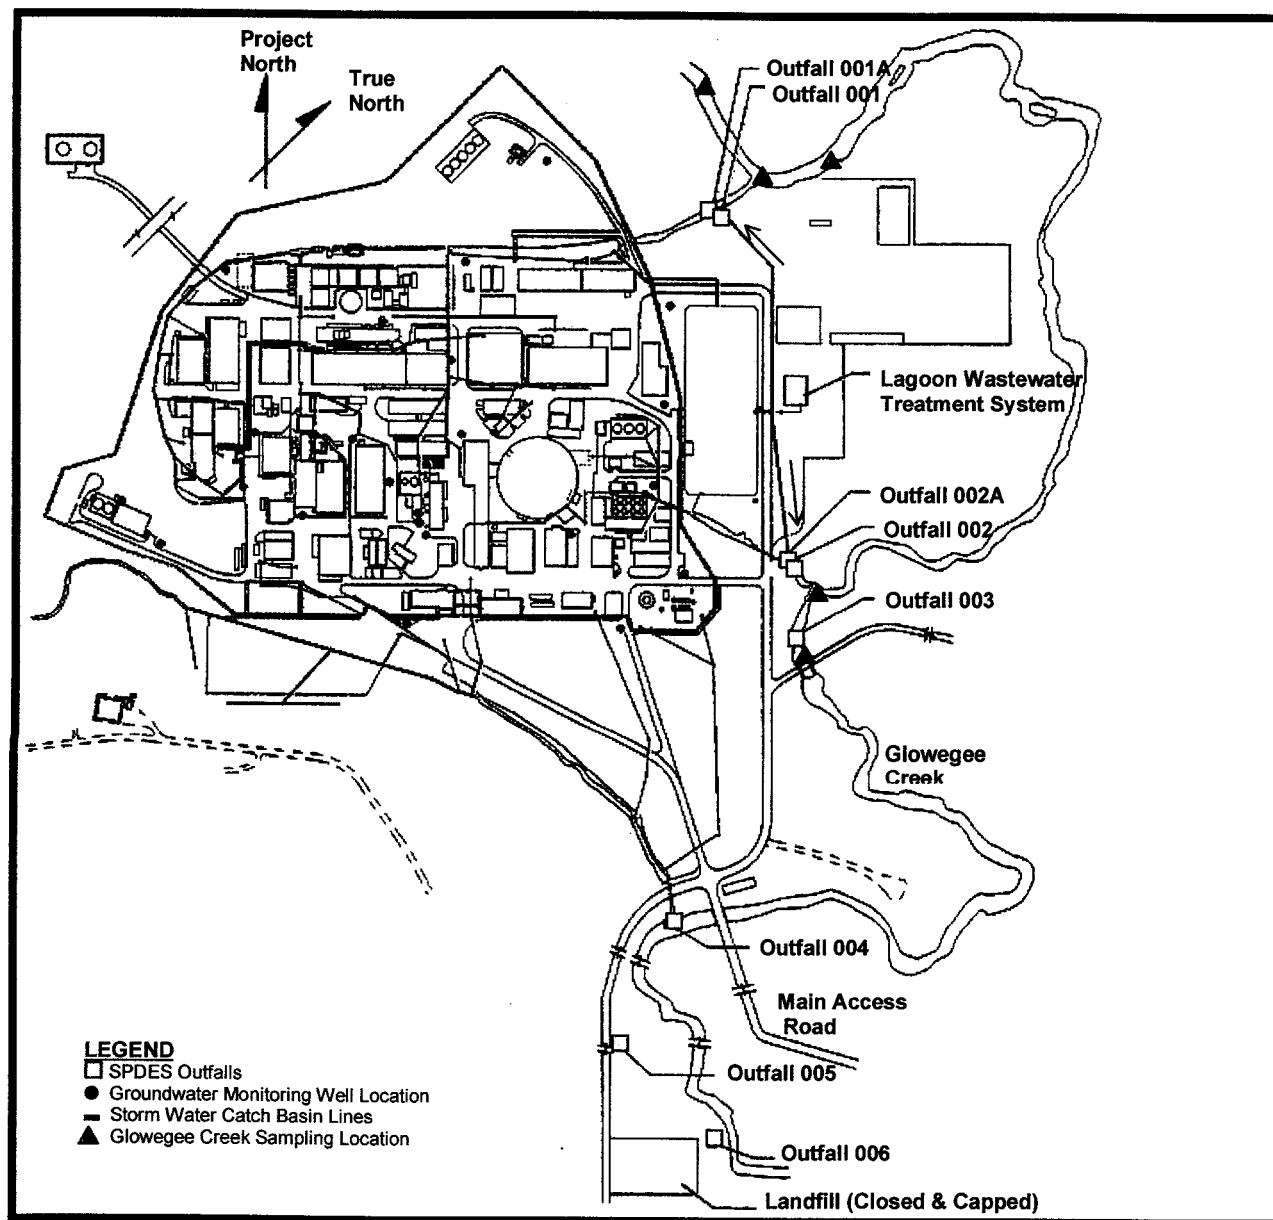 Project
North
True
North
Outfall 001A
Outfall 001
Lagoon Wastewater
Treatment System
Outfall 002A
Outfall 002
Outfall 003
Glowegee
Creek
Outfall 004
Main Access
Road
Outfall 005
Outfall 006
Landfill (Closed & Capped)
LEGEND
SPDES Outfalls
Groundwater Monitoring Well Location
Storm Water Catch Basin Lines
Glowegee Creek Sampling Location